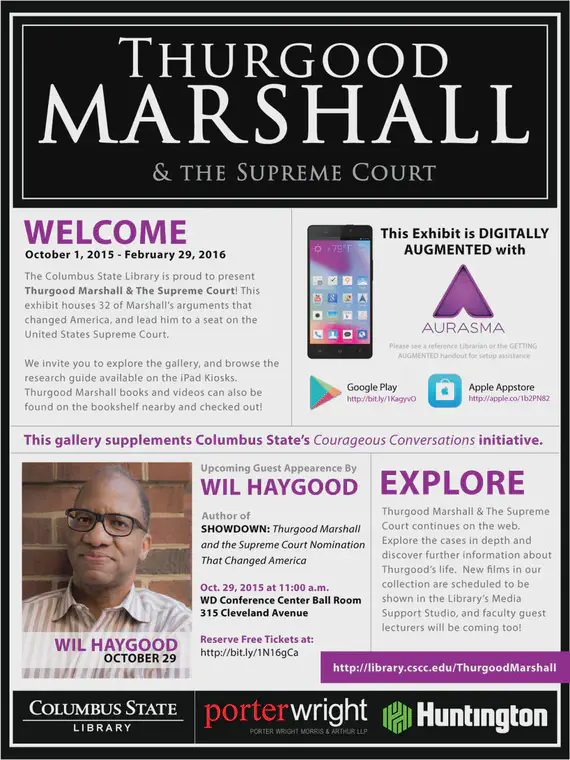 THURGOOD
MARSHALL
& THE SUPREME COURT
WELCOME
October 1, 2015 - February 29, 2016
The Columbus State Library is proud to present
Thurgood Marshall & The Supreme Court! This
exhibit houses 32 of Marshall's arguments that
changed America, and lead him to a seat on the
United States Supreme Court.
We invite you to explore the gallery, and browse the
research guide available on the iPad Kiosks.
Thurgood Marshall books and videos can also be
found on the bookshelf nearby and checked out!
+75°F
This Exhibit is DIGITALLY
AUGMENTED with
AURASMA
Please see a reference Librarian or the GETTING
AUGMENTED handout for setup assistance
Google Play
http://bit.ly/1KagyvO
Apple Appstore
http://apple.co/1b2PN82
This gallery supplements Columbus State's Courageous Conversations initiative.
WIL HAYGOOD
OCTOBER 29
Upcoming Guest Appearence By
WIL HAYGOOD
Author of
SHOWDOWN: Thurgood Marshall
and the Supreme Court Nomination
That Changed America
Oct. 29, 2015 at 11:00 a.m.
WD Conference Center Ball Room
315 Cleveland Avenue
Reserve Free Tickets at:
http://bit.ly/1N16gCa
EXPLORE
Thurgood Marshall & The Supreme
Court continues on the web.
Explore the cases in depth and
discover further information about
Thurgood's life. New films in our
collection are scheduled to be
shown in the Library's Media
Support Studio, and faculty guest
lecturers will be coming too!
http://library.cscc.edu/ThurgoodMarshall
COLUMBUS STATE
LIBRARY
porterwright
PORTER WRIGHT MORRIS & ARTHUR LLP
Huntington